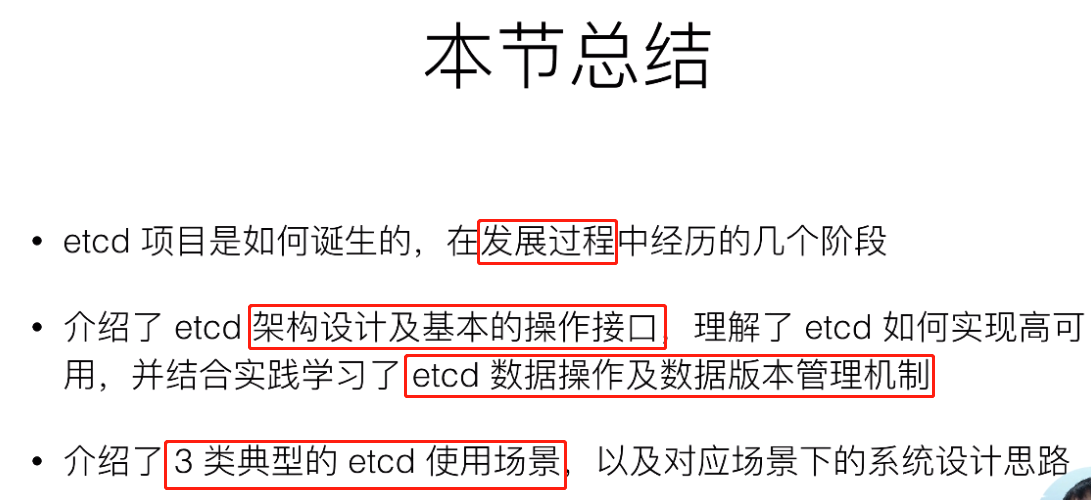 本节总结
• etcd 项目是如何诞生的，在发展过程中经历的几个阶段
• 介绍了 etcd 架构设计及基本的操作接口，理解了 etcd 如何实现高可
用，并结合实践学习了 etcd 数据操作及数据版本管理机制
• 介绍了 3 类典型的 etcd 使用场景，以及对应场景下的系统设计思路